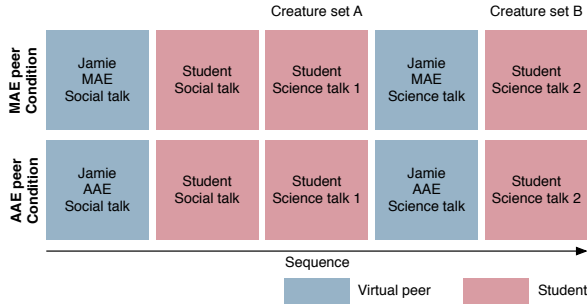 Creature set A
Creature set B
MAE peer
Condition
Jamie
MAE
Social talk
Student
Social talk
Student
Science talk 1
Jamie
MAE
Science talk
Student
Science talk 2
AAE peer
Condition
Jamie
AAE
Social talk
Student
Social talk
Student
Science talk 1
Jamie
AAE
Science talk
Student
Science talk 2
Sequence
Virtual peer
Student